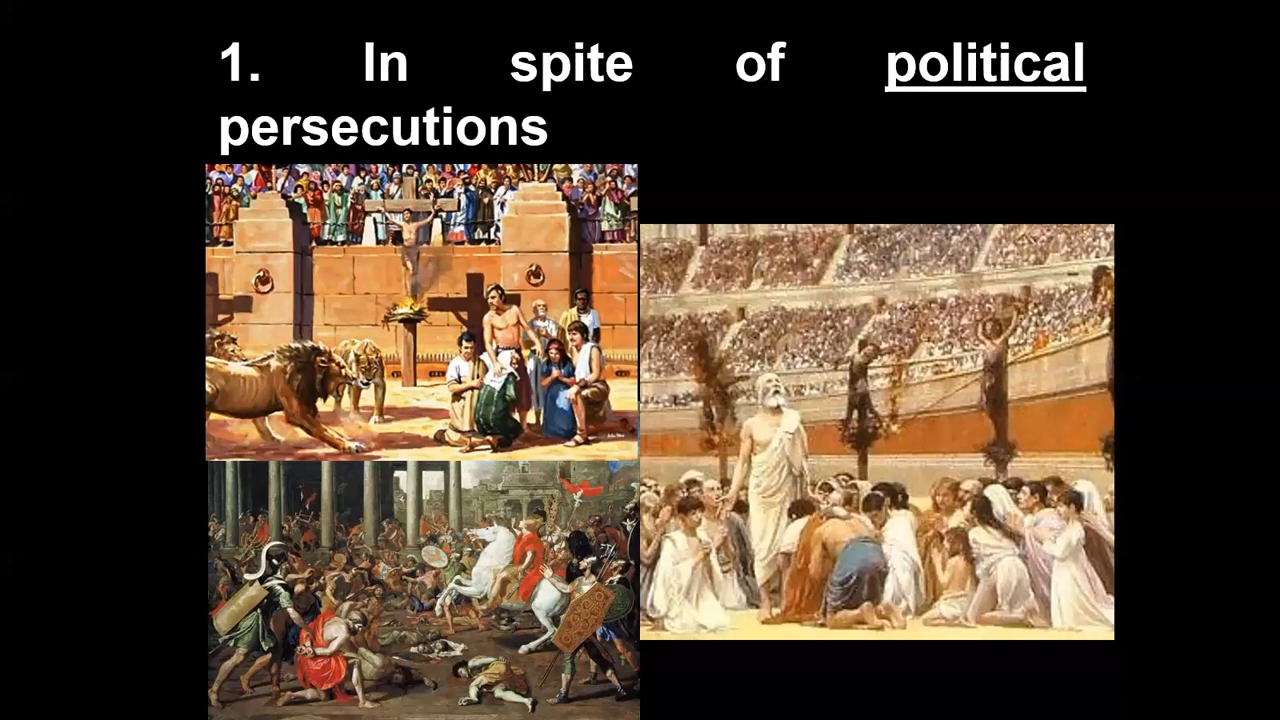 1. In spite of political
persecutions